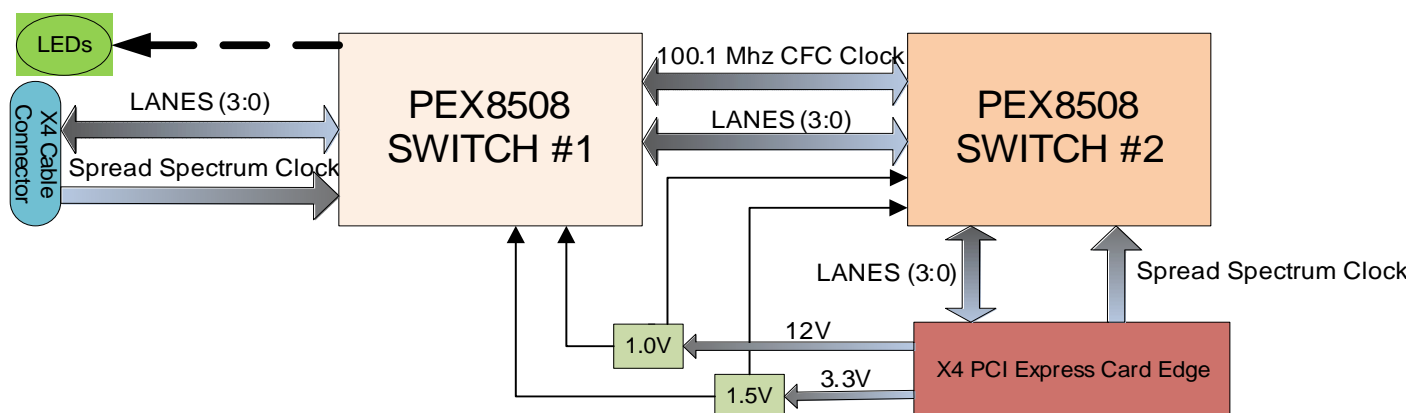 LEDs
X4 Cable
Connector
LANES (3:0)
Spread Spectrum Clock
PEX8508
SWITCH #1
100.1 Mhz CFC Clock
LANES (3:0)
PEX8508
SWITCH #2
LANES (3:0)
Spread Spectrum Clock
1.0V
12V
1.5V
3.3V
X4 PCI Express Card Edge